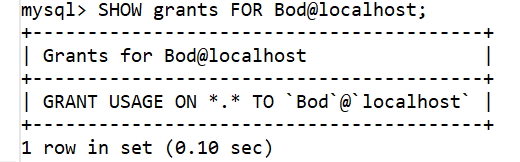 mysql> SHOW grants FOR Bod@localhost;
+-----------------------------------------+
| Grants for Bod@localhost                |
+-----------------------------------------+
| GRANT USAGE ON *.* TO `Bod`@`localhost` |
+-----------------------------------------+
1 row in set (0.10 sec)